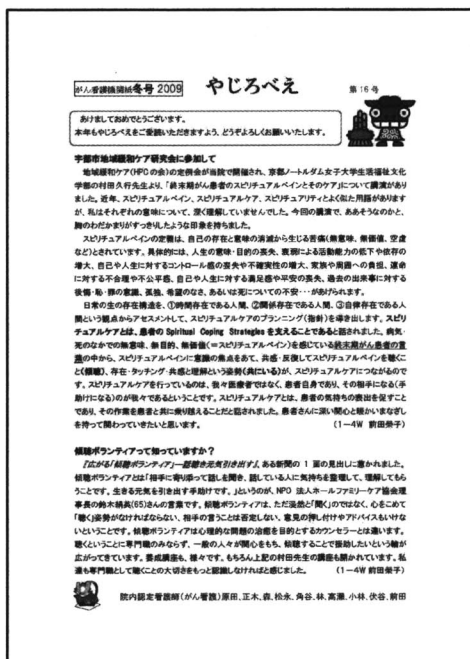 がん看護機関紙冬号 2009 やじろべえ 第16号
あけましておめでとうございます。
本年もやじろべえをご愛読いただきますよう、どうぞよろしくお願いいたします。
宇部市地域緩和ケア研究会に参加して
地域緩和ケア(HPCの会)の定例会が当院で開催され、京都ノートルダム女子大学生活福祉文化
学部の村田久行先生より、「終末期がん患者のスピリチュアルペインとそのケア」について講演があり
ました。近年、スピリチュアルペイン、スピリチュアルケア、スピリチュアリティとよく似た用語があります
が、私はそれぞれの意味について、深く理解していませんでした。今回の講演で、ああそうなのかと、
胸のわだかまりがすっきりしたような印象を持ちました。
スピリチュアルペインの定義は、自己の存在と意味の消滅から生じる苦痛(無意味、無価値、空虚
など)とされています。具体的には、人生の意味・目的の喪失、衰弱による活動能力の低下や依存の
増大、自己や人生に対するコントロール感の喪失や不確実性の増大、家族や周囲への負担、運命
に対する不合理や不公平感、自己や人生に対する満足感や平安の喪失、過去の出来事に対する
後悔・恥・罪の意識、孤独、希望のなさ、あるいは死についての不安・・・があげられます。
日常の生の存在構造を、①時間存在である人間、②関係存在である人間、③自律存在である人
間という観点からアセスメントして、スピリチュアルケアのプランニング(指針)を導き出します。スピリ
チュアルケアとは、患者の Spiritual Coping Strategies を支えることであると話されました。病気・
死のなかでの無意味、無目的、無価値(=スピリチュアルペイン)を感じている終末期がん患者の言
葉の中から、スピリチュアルペインに意識の焦点をあて、共感・反復してスピリチュアルペインを聴くこ
と(傾聴)、存在・タッチング・共感と理解という姿勢(共にいる)が、スピリチュアルケアにつながるので
す。スピリチュアルケアを行っているのは、我々医療者ではなく、患者自身であり、その相手になる(手
助けになる)のが我々であるということです。スピリチュアルケアとは、患者の気持ちの表出を促すこと
であり、その作業を患者と共に乗り越えることだと話されました。患者さんに深い関心と暖かいまなざし
を持って関わっていきたいと思います。 (1-4W 前田榮子)
傾聴ボランティアって知っていますか?
『広がる「傾聴ボランティア」―話聴き元気引き出す』、ある新聞の 1 面の見出しに惹かれました。
傾聴ボランティアとは「相手に寄り添って話しを聞き、話している人に気持ちを整理して、理解してもら
うことです。生きる元気を引き出す手助けです。」というのが、NPO 法人ホールファミリーケア協会理
事長の鈴木絹英(65)さんの言葉です。傾聴ボランティアは、ただ漠然と「聞く」のではなく、心をこめて
「聴く」姿勢がなければならない、相手の言うことは否定しない、意見の押し付けやアドバイスもいけな
いということです。傾聴ボランティアは心理的な問題の治癒を目的とするカウンセラーとは違います。
聴くということに専門職のみならず、一般の人々が関心をもち、傾聴することで援助したいという輪が
広がってきています。養成講座も、様々です。もちろん上記の村田先生の講座も開かれています。私
達も専門職として聴くことの大切さをもっと認識しなければと感じました。 (1-4W 前田榮子)
院内認定看護師(がん看護)原田、正木、森、松永、角谷、林、高瀬、小林、伏谷、前田